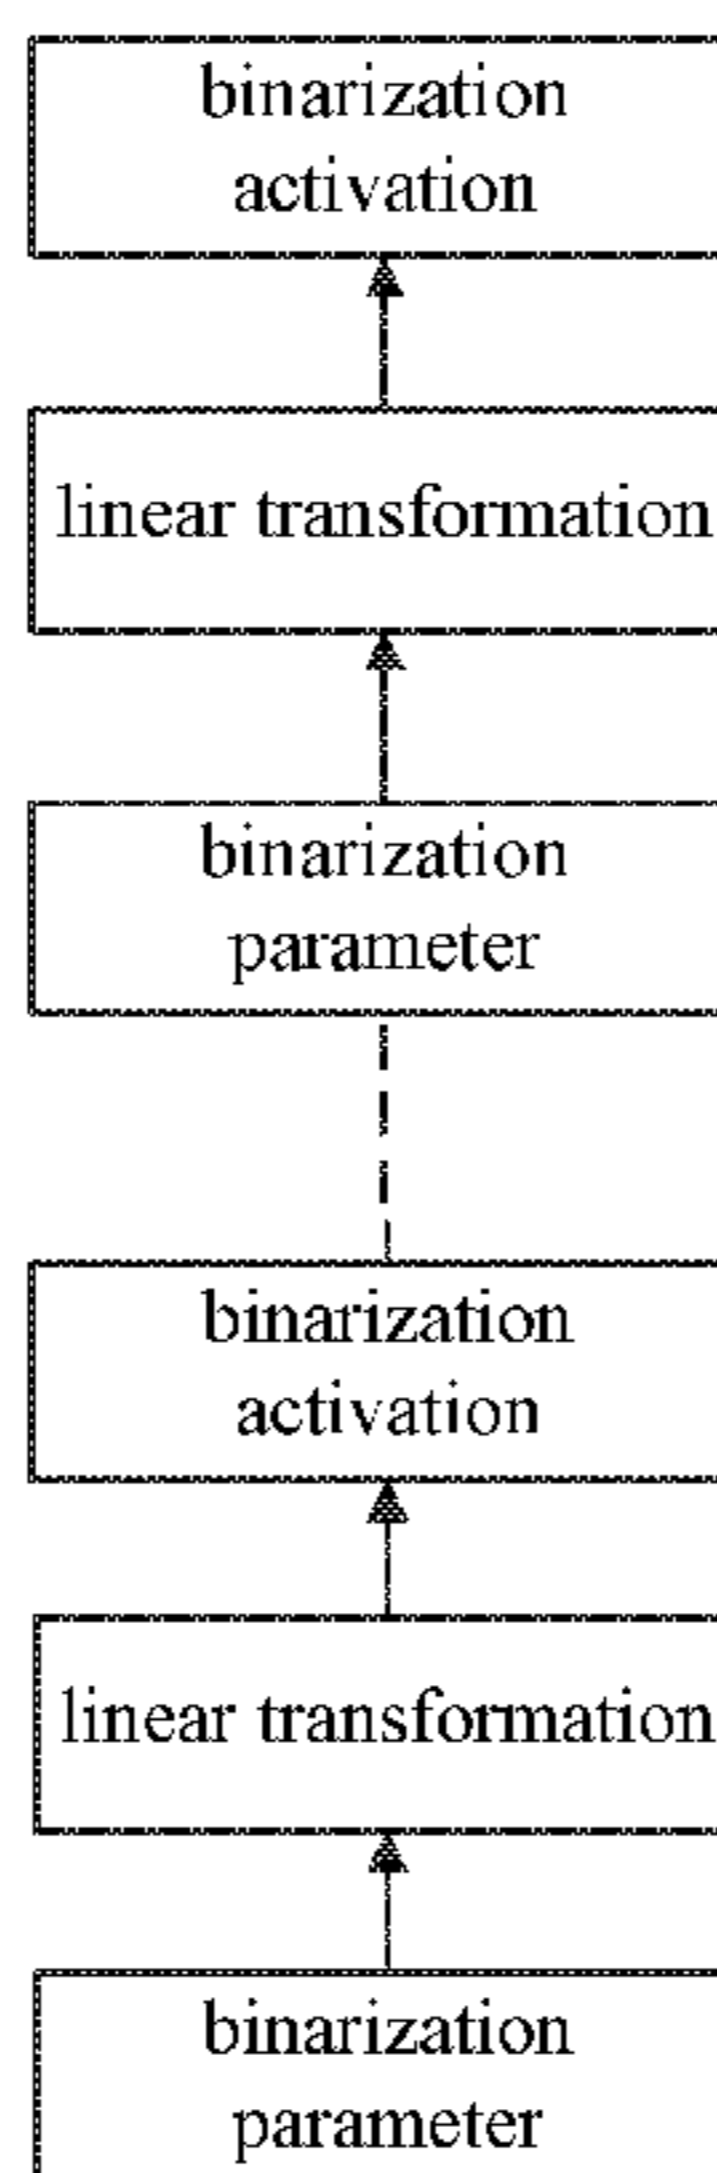 binarization
activation
linear transformation
binarization
parameter
binarization
activation
linear transformation
binarization
parameter